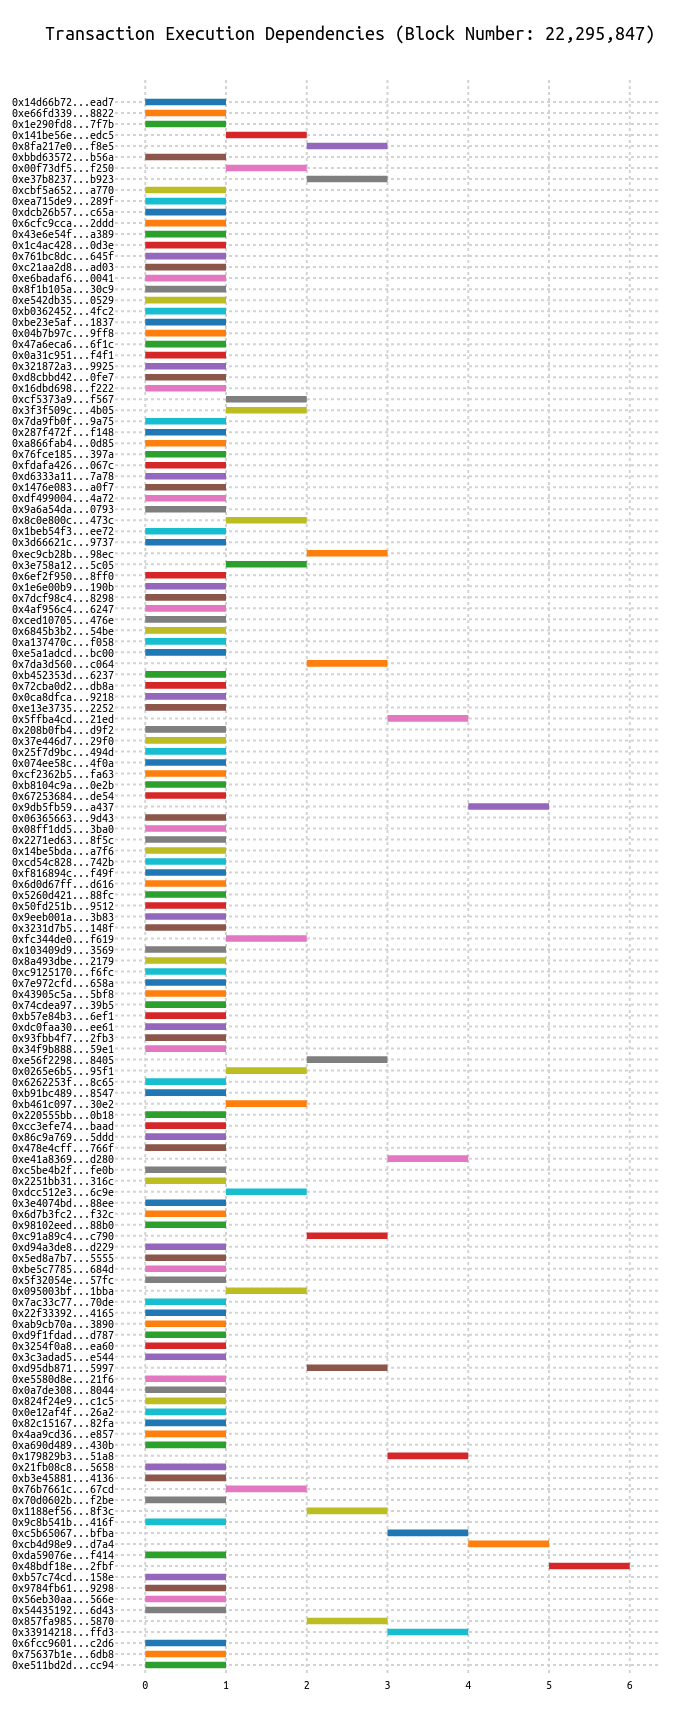 Transaction Execution Dependencies (Block Number: 22,295,847)
0x14d66b72...ead7
0xe66fd339...8822
0x1e290fd8...7f7b
0x141be56e...edc5
0x8fa217e0...f8e5
0xbbd63572...b56a
0x00f73df5...f250
0xe37b8237...b923
0xcbf5a652...a770
0xea715de9...289f
0xdcb26b57...c65a
0x6cfc9cca...2ddd
0x43e6e54f...a389
0x1c4ac428...0d3e
0x761bc8dc...645f
0xc21aa2d8...ad03
0xe6badaf6...0041
0x8f1b105a...30c9
0xe542db35...0529
0xb0362452...4fc2
0xbe23e5af...1837
0x04b7b97c...9ff8
0x47a6eca6...6f1c
0x0a31c951...f4f1
0x321872a3...9925
0xd8cbbd42...0fe7
0x16dbd698...f222
0xcf5373a9...f567
0x3f3f509c...4b05
0x7da9fb0f...9a75
0x287f472f...f148
0xa866fab4...0d85
0x76fce185...397a
0xfdafa426...067c
0xd6333a11...7a78
0x1476e083...a0f7
0xdf499004...4a72
0x9a6a54da...0793
0x8c0e800c...473c
0x1beb54f3...ee72
0x3d66621c...9737
0xec9cb28b...98ec
0x3e758a12...5c05
0x6ef2f950...8ff0
0x1e6e00b9...190b
0x7dcf98c4...8298
0x4af956c4...6247
0xced10705...476e
0x6845b3b2...54be
0xa137470c...f058
0xe5a1adcd...bc00
0x7da3d560...c064
0xb452353d...6237
0x72cba0d2...db8a
0x0ca8dfca...9218
0xe13e3735...2252
0x5ffba4cd...21ed
0x208b0fb4...d9f2
0x37e446d7...29f0
0x25f7d9bc...494d
0x074ee58c...4f0a
0xcf2362b5...fa63
0xb8104c9a...0e2b
0x67253684...de54
0x9db5fb59...a437
0x06365663...9d43
0x08ff1dd5...3ba0
0x2271ed63...8f5c
0x14be5bda...a7f6
0xcd54c828...742b
0xf816894c...f49f
0x6d0d67ff...d616
0x5260d421...88fc
0x50fd251b...9512
0x9eeb001a...3b83
0x3231d7b5...148f
0xfc344de0...f619
0x103409d9...3569
0x8a493dbe...2179
0xc9125170...f6fc
0x7e972cfd...658a
0x43905c5a...5bf8
0x74cdea97...39b5
0xb57e84b3...6ef1
0xdc0faa30...ee61
0x93fbb4f7...2fb3
0x34f9b888...59e1
0xe56f2298...8405
0x0265e6b5...95f1
0x6262253f...8c65
0xb91bc489...8547
0xb461c097...30e2
0x220555bb...0b18
0xcc3efe74...baad
0x86c9a769...5ddd
0x478e4cff...766f
0xe41a8369...d280
0xc5be4b2f...fe0b
0x2251bb31...316c
0xdcc512e3...6c9e
0x3e4074bd...88ee
0x6d7b3fc2...f32c
0x98102eed...88b0
0xc91a89c4...c790
0xd94a3de8...d229
0x5ed8a7b7...5555
0xbe5c7785...684d
0x5f32054e...57fc
0x095003bf...1bba
0x7ac33c77...70de
0x22f33392...4165
0xab9cb70a...3890
0xd9f1fdad...d787
0x3254f0a8...ea60
0x3c3adad5...e544
0xd95db871...5997
0xe5580d8e...21f6
0x0a7de308...8044
0x824f24e9...c1c5
0x0e12af4f...26a2
0x82c15167...82fa
0x4aa9cd36...e857
0xa690d489...430b
0x179829b3...51a8
0x21fb08c8...5658
0xb3e45881...4136
0x76b7661c...67cd
0x70d0602b...f2be
0x1188ef56...8f3c
0x9c8b541b...416f
0xc5b65067...bfba
0xcb4d98e9...d7a4
0xda59076e...f414
0x48bdf18e...2fbf
0xb57c74cd...158e
0x9784fb61...9298
0x56eb30aa...566e
0x54435192...6d43
0x857fa985...5870
0x33914218...ffd3
0x6fcc9601...c2d6
0x75637b1e...6db8
0xe511bd2d...cc94
0 1 2 3 4 5 6